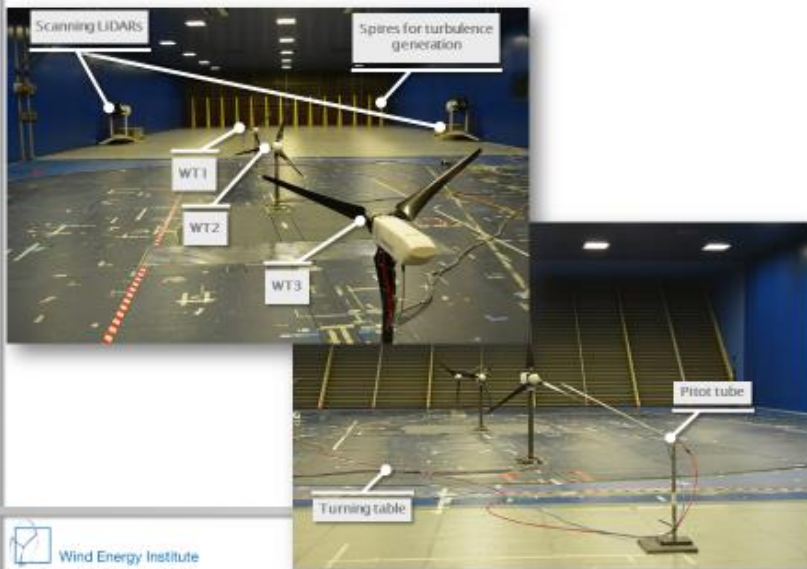 Scanning LiDARs
Spires for turbulence
generation
WT1
WT2
WT3
Pitot tube
Turning table
Wind Energy Institute